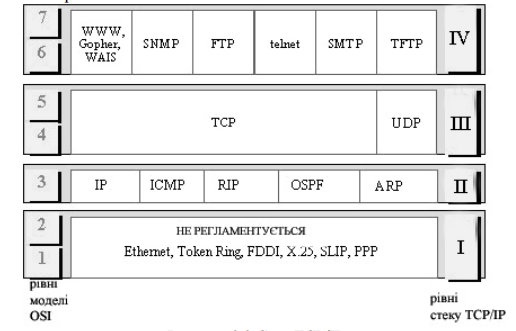 7
6
WWW,
Gopher,
WAIS
SNMP
FTP
telnet
SMTP
TFTP
IV
5
4
TCP
UDP
III
3
IP
ICMP
RIP
OSPF
ARP
II
2
1
НЕ РЕГЛАМЕНТУЄТЬСЯ
Ethernet, Token Ring, FDDI, X.25, SLIP, PPP
I
рівні
моделі
OSI
рівні
стеку TCP/IP